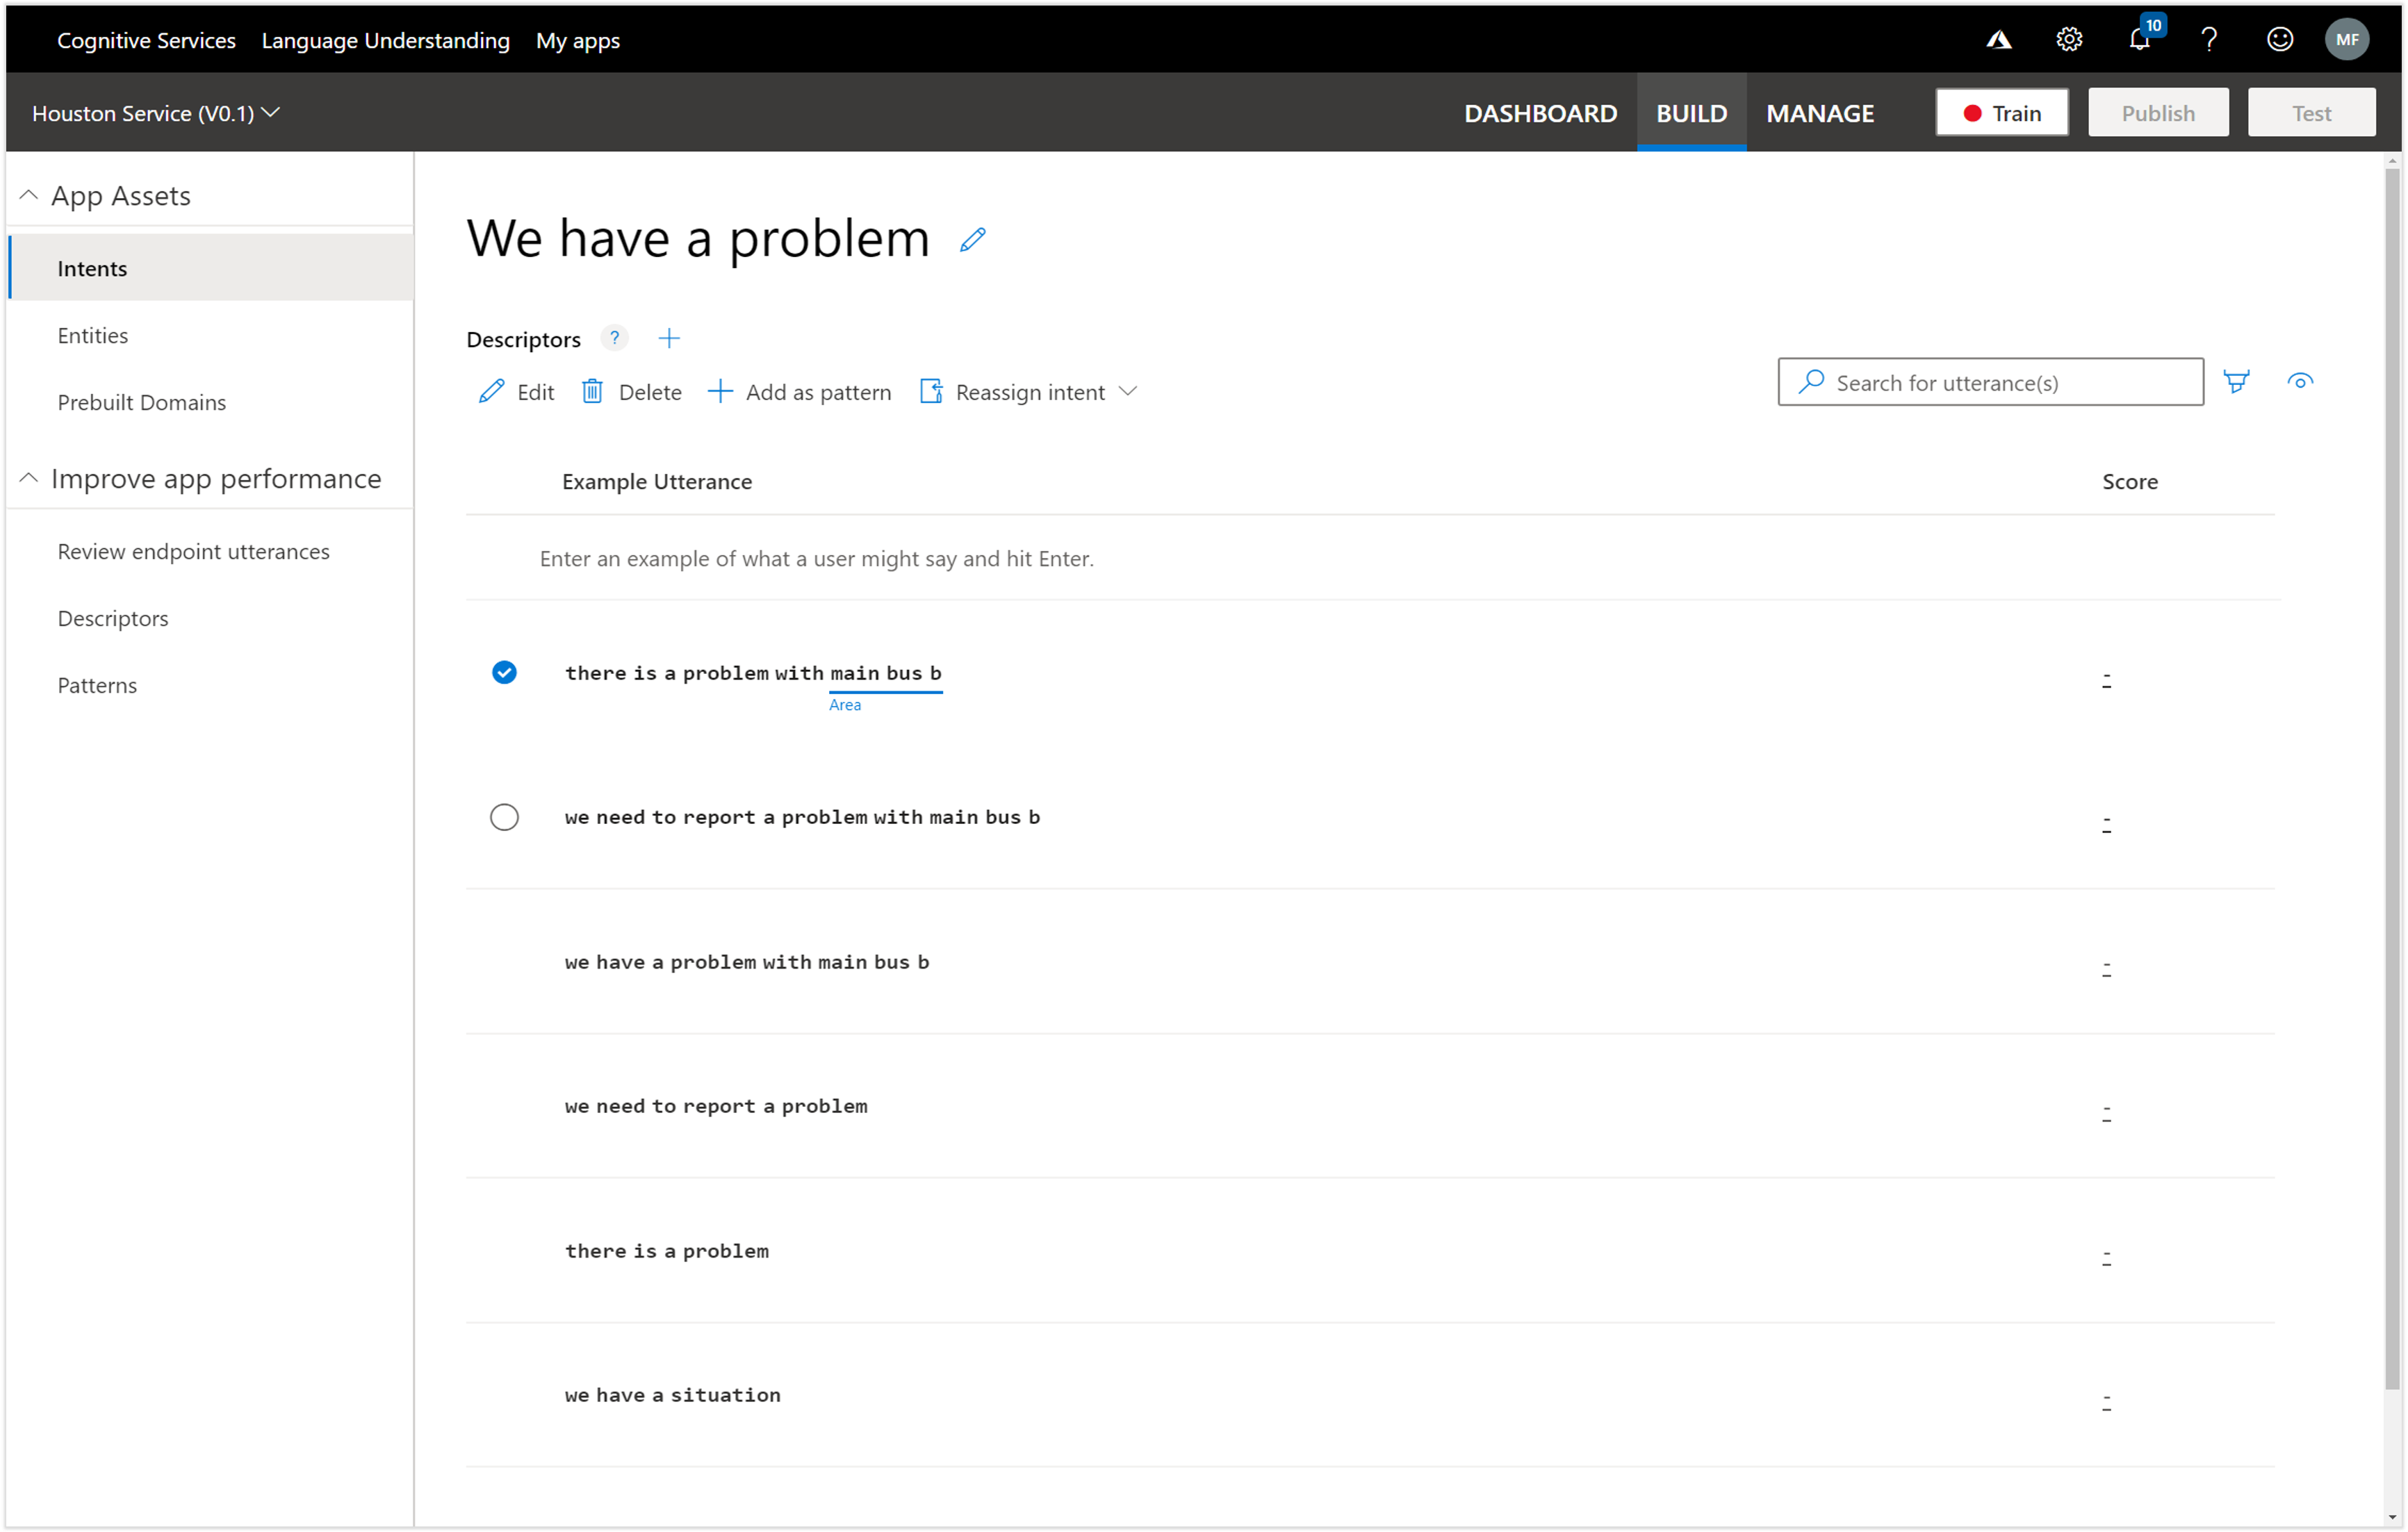 Cognitive Services Language Understanding My apps 10 ? MF
Houston Service (V0.1) DASHBOARD BUILD MANAGE Train Publish Test
App Assets
Intents
Entities
Prebuilt Domains
Improve app performance
Review endpoint utterances
Descriptors
Patterns
We have a problem
Descriptors ? +
Edit Delete + Add as pattern Reassign intent Search for utterance(s)
Example Utterance Score
Enter an example of what a user might say and hit Enter.
there is a problem with main bus b -
Area
we need to report a problem with main bus b -
we have a problem with main bus b -
we need to report a problem -
there is a problem -
we have a situation -